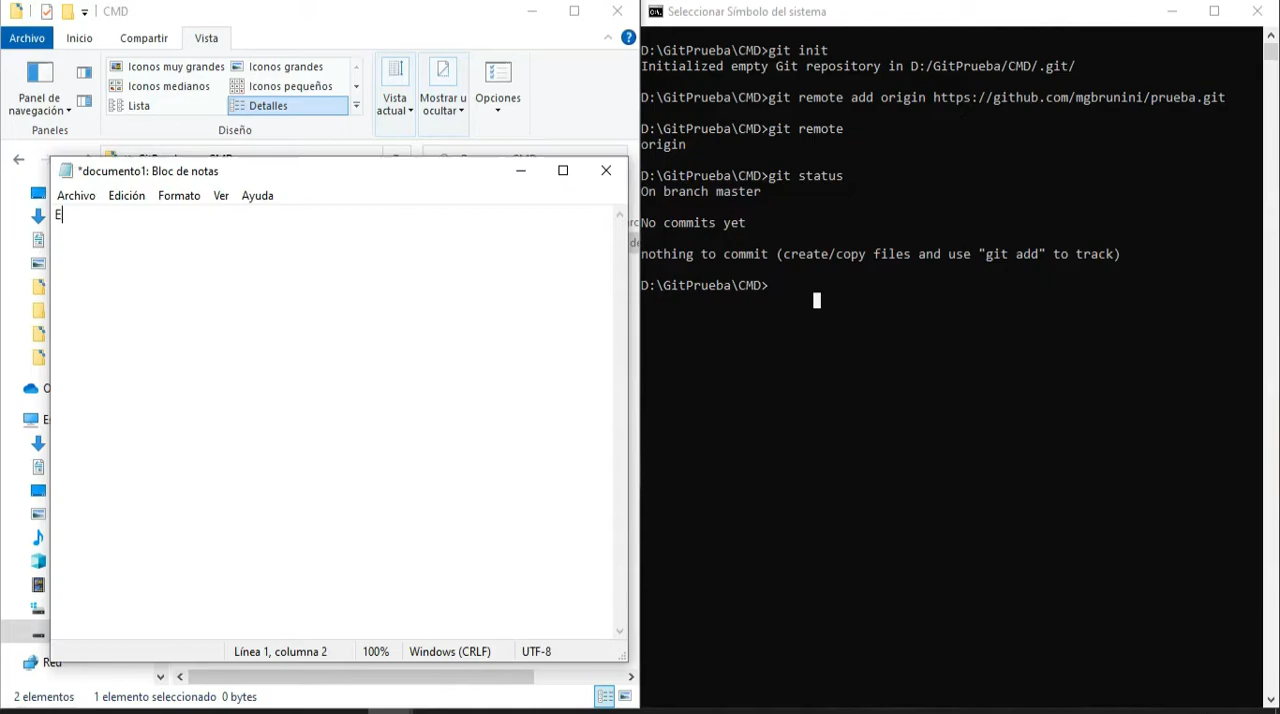 CMD
Archivo
Inicio
Compartir
Vista
Panel de
navegación
Paneles
Iconos muy grandes
Iconos grandes
Iconos medianos
Iconos pequeños
Lista
Detalles
Diseño
Vista
actual
Mostrar u
ocultar
Opciones
*documento1: Bloc de notas
Archivo
Edición
Formato
Ver
Ayuda
E
Línea 1, columna 2
100%
Windows (CRLF)
UTF-8
Red
2 elementos
1 elemento seleccionado 0 bytes
Seleccionar Símbolo del sistema
D:\GitPrueba\CMD>git init
Initialized empty Git repository in D:/GitPrueba/CMD/.git/
D:\GitPrueba\CMD>git remote add origin https://github.com/mgbrunini/prueba.git
D:\GitPrueba\CMD>git remote
origin
D:\GitPrueba\CMD>git status
On branch master
No commits yet
nothing to commit (create/copy files and use "git add" to track)
D:\GitPrueba\CMD>